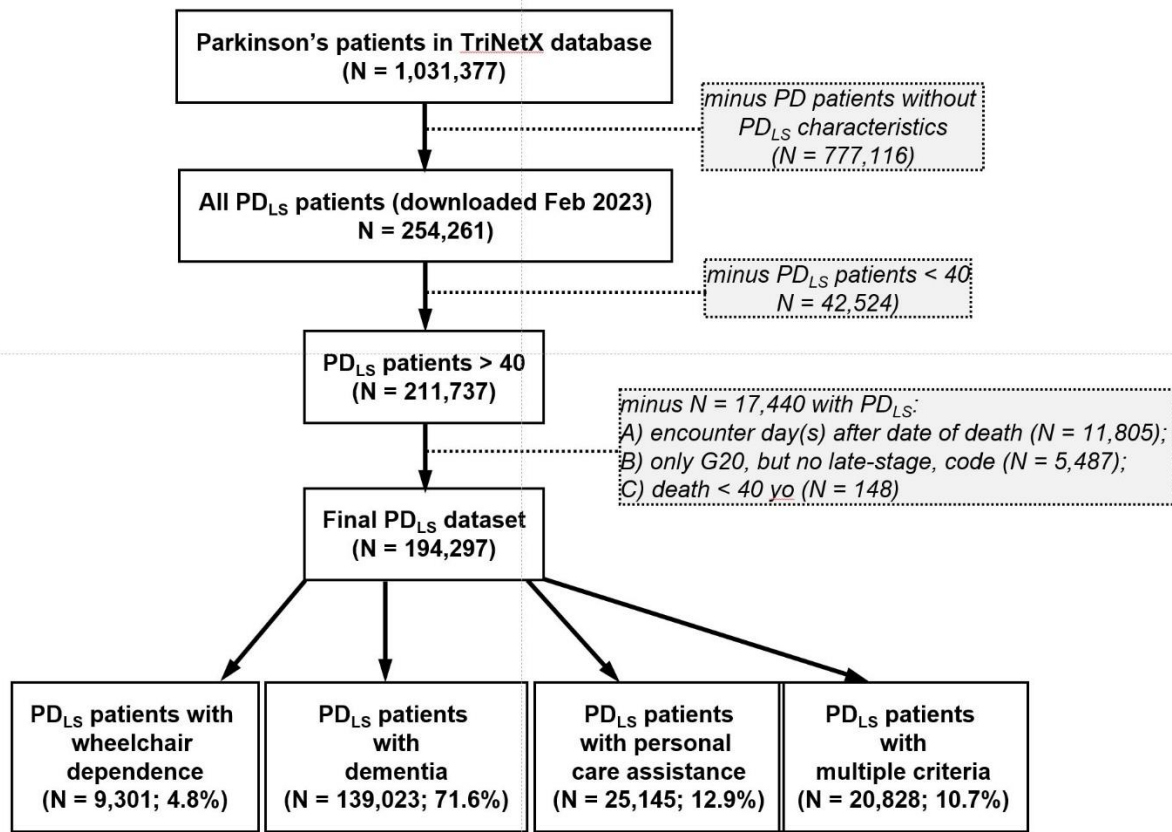 Parkinson's patients in TriNetX database
(N = 1,031,377)
minus PD patients without
PDLS characteristics
(N = 777,116)
All PDLS patients (downloaded Feb 2023)
N = 254,261)
minus PDLS patients < 40
N = 42,524)
PDLS patients > 40
(N = 211,737)
minus N = 17,440 with PDLS:
A) encounter day(s) after date of death (N = 11,805);
B) only G20, but no late-stage, code (N = 5,487);
C) death < 40 yo (N = 148)
Final PDLS dataset
(N = 194,297)
PDLS patients with
wheelchair
dependence
(N = 9,301; 4.8%)
PDLS patients
with
dementia
(N = 139,023; 71.6%)
PDLS patients
with personal
care assistance
(N = 25,145; 12.9%)
PDLS patients
with
multiple criteria
(N = 20,828; 10.7%)